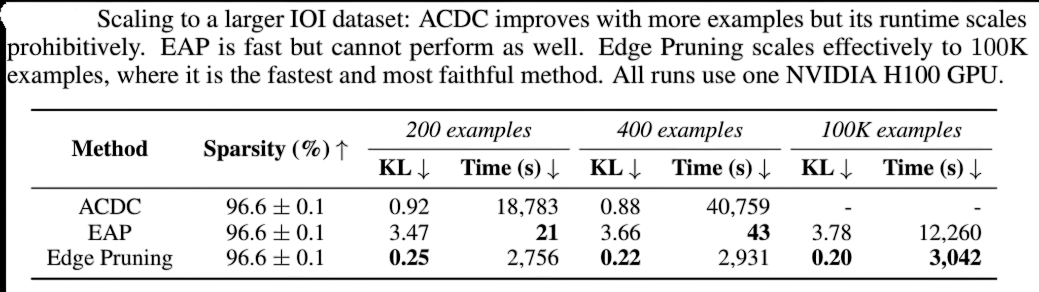 Scaling to a larger IOI dataset: ACDC improves with more examples but its runtime scales
prohibitively. EAP is fast but cannot perform as well. Edge Pruning scales effectively to 100K
examples, where it is the fastest and most faithful method. All runs use one NVIDIA H100 GPU.
Method Sparsity (%) ↑ 200 examples 400 examples 100K examples
KL ↓ Time (s) ↓ KL ↓ Time (s) ↓ KL ↓ Time (s) ↓
ACDC 96.6 ± 0.1 0.92 18,783 0.88 40,759 - -
EAP 96.6 ± 0.1 3.47 21 3.66 43 3.78 12,260
Edge Pruning 96.6 ± 0.1 0.25 2,756 0.22 2,931 0.20 3,042